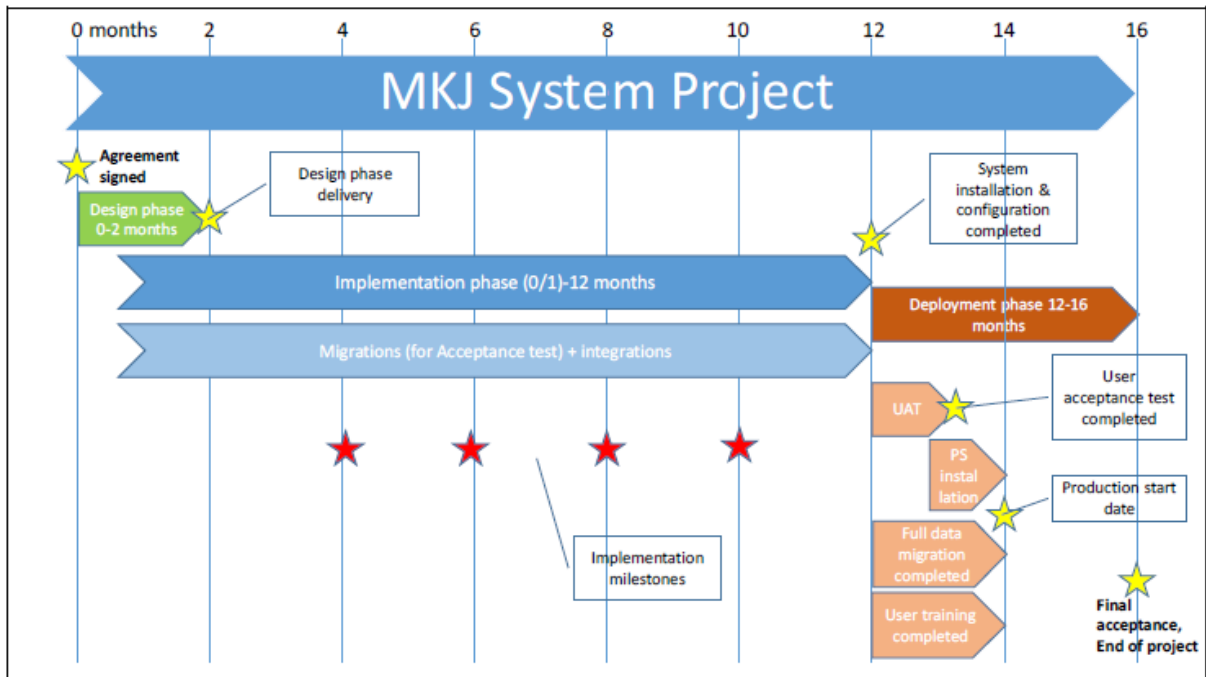 0 months 2 4 6 8 10 12 14 16
MKJ System Project
Agreement
signed
Design phase
delivery
System
installation &
configuration
completed
Design phase
0-2 months
Implementation phase (0/1)-12 months
Deployment phase 12-16
months
Migrations (for Acceptance test) + integrations
UAT
User
acceptance test
completed
PS
instal
lation
Production start
date
Full data
migration
completed
Implementation
milestones
User training
completed
Final
acceptance,
End of project